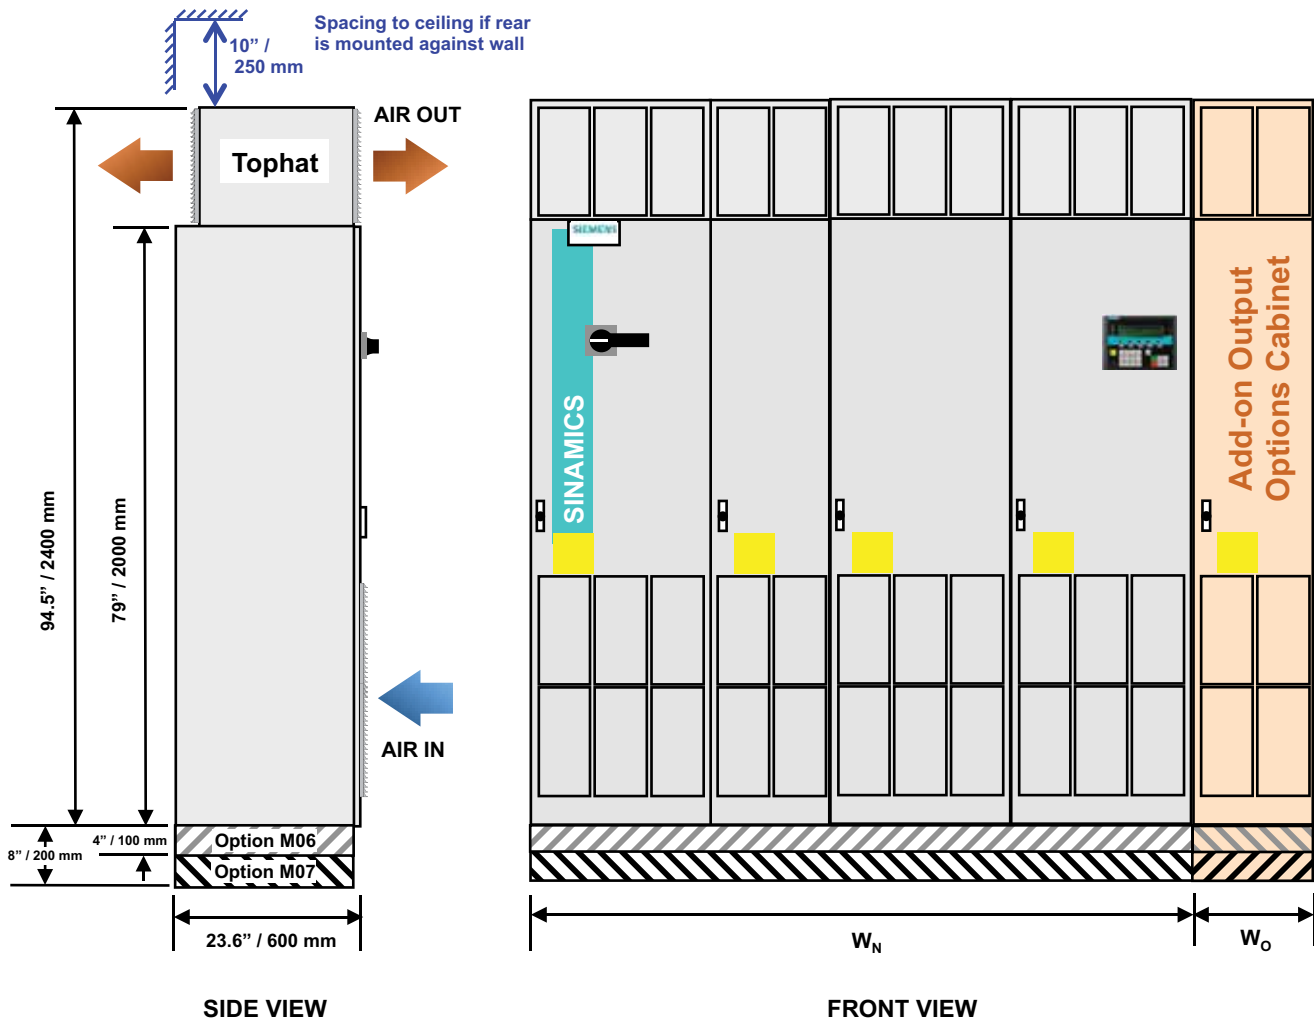 Spacing to ceiling if rear
is mounted against wall
10” /
250 mm
AIR OUT
Tophat
SIEMENS
SINAMICS
Add-on Output
Options Cabinet
94.5” / 2400 mm
79” / 2000 mm
AIR IN
4” / 100 mm
8” / 200 mm
Option M06
Option M07
23.6” / 600 mm
WN
WO
SIDE VIEW
FRONT VIEW